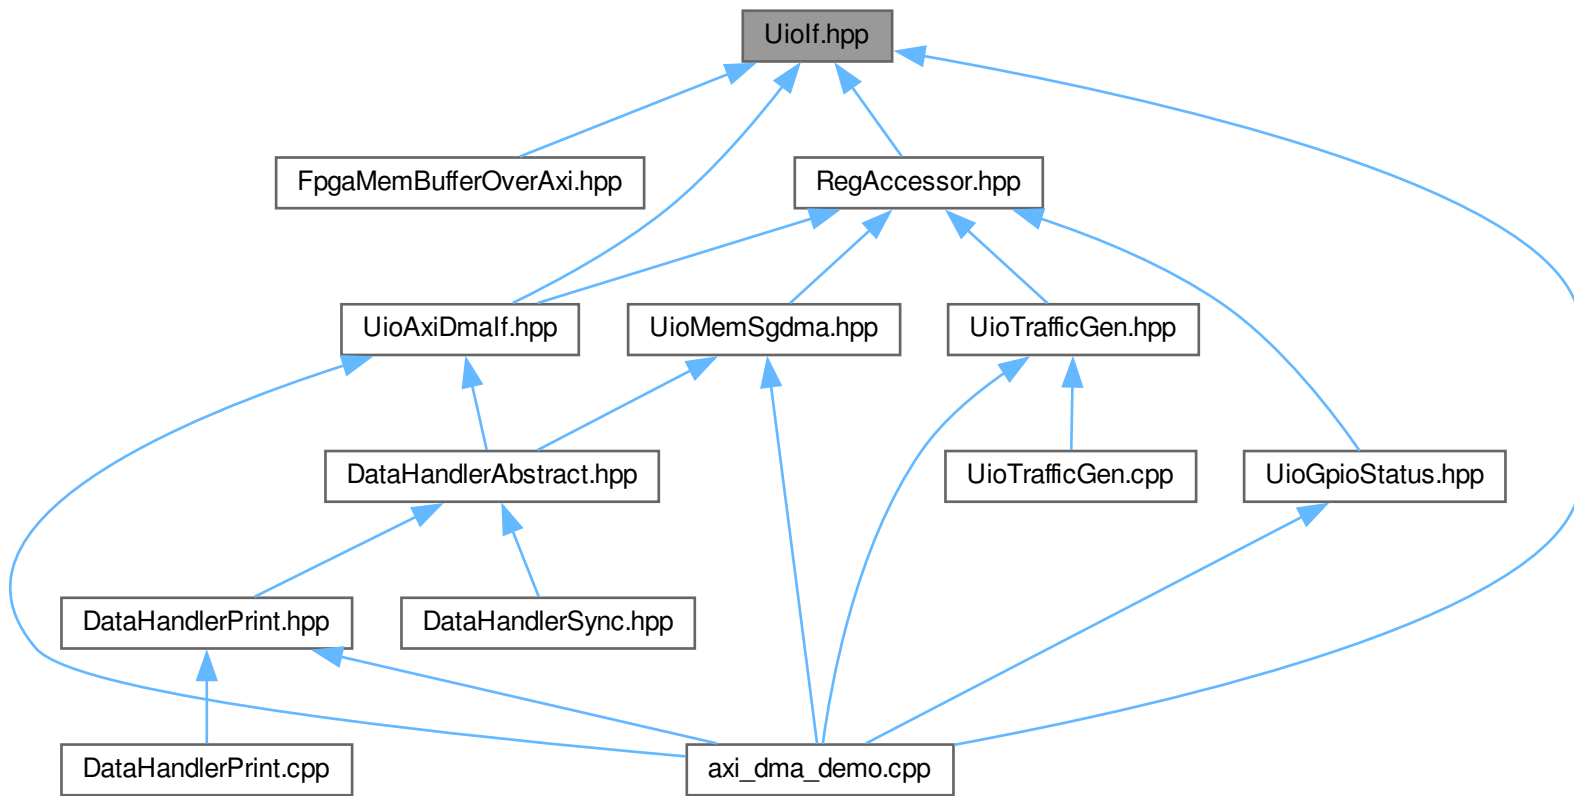 UioIf.hpp
FpgaMemBufferOverAxi.hpp
RegAccessor.hpp
UioAxiDmaIf.hpp
UioMemSgdma.hpp
UioTrafficGen.hpp
DataHandlerAbstract.hpp
UioTrafficGen.cpp
UioGpioStatus.hpp
DataHandlerPrint.hpp
DataHandlerSync.hpp
DataHandlerPrint.cpp
axi_dma_demo.cpp